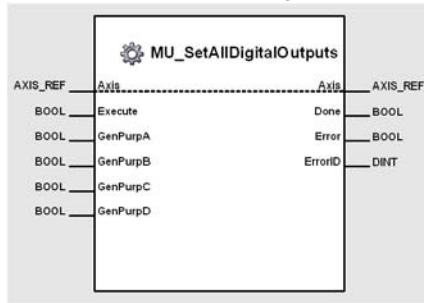 MU_SetAllDigitalOutputs
AXIS_REF Axis Axis AXIS_REF
BOOL Execute Done BOOL
BOOL GenPurpA Error BOOL
BOOL GenPurpB ErrorID DINT
BOOL GenPurpC
BOOL GenPurpD